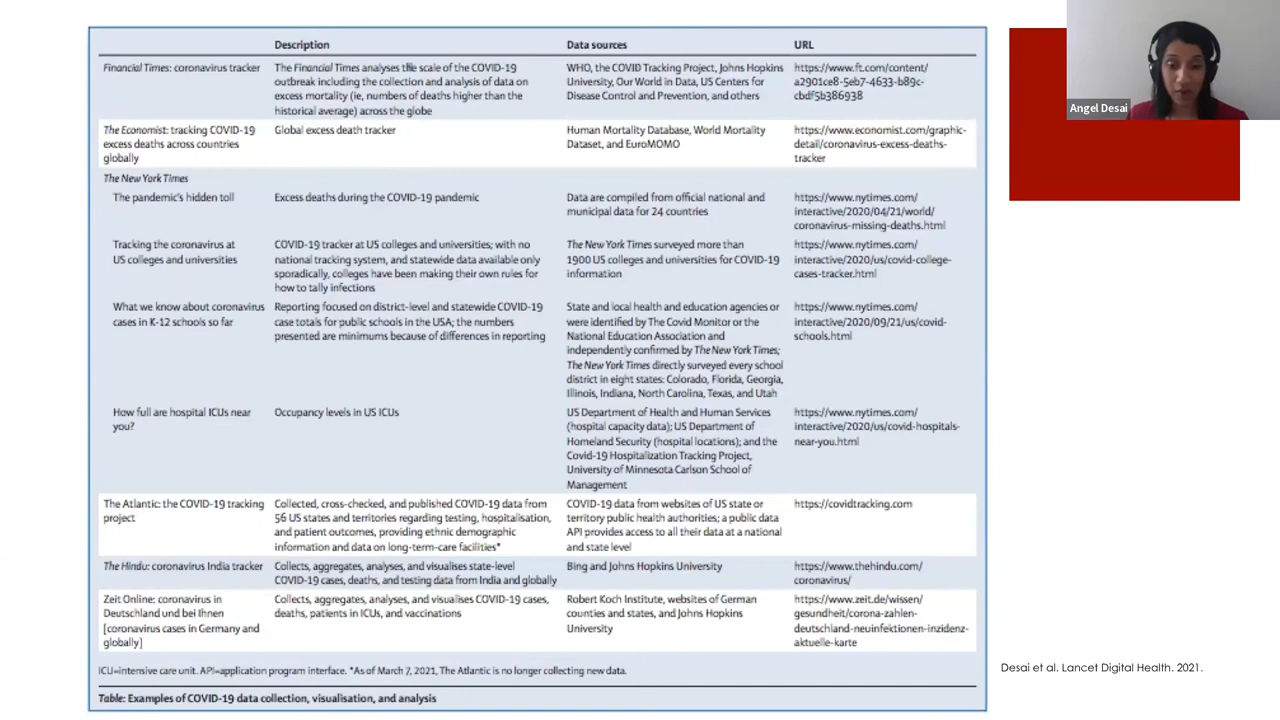 Description Data sources URL
Financial Times: coronavirus tracker
The Financial Times analyses the scale of the COVID-19
outbreak including the collection and analysis of data on
excess mortality (ie, numbers of deaths higher than the
historical average) across the globe
WHO, the COVID Tracking Project, Johns Hopkins
University, Our World in Data, US Centers for
Disease Control and Prevention, and others
https://www.ft.com/content/
a2901ce8-5eb7-4633-b89c-
cbdf5b386938
The Economist: tracking COVID-19
excess deaths across countries
globally
Global excess death tracker
Human Mortality Database, World Mortality
Dataset, and EuroMOMO
https://www.economist.com/graphic-
detail/coronavirus-excess-deaths-
tracker
The New York Times
The pandemic's hidden toll
Excess deaths during the COVID-19 pandemic
Data are compiled from official national and
municipal data for 24 countries
https://www.nytimes.com/
interactive/2020/04/21/world/
coronavirus-missing-deaths.html
Tracking the coronavirus at
US colleges and universities
COVID-19 tracker at US colleges and universities; with no
national tracking system, and statewide data available only
sporadically, colleges have been making their own rules for
how to tally infections
The New York Times surveyed more than
1900 US colleges and universities for COVID-19
information
https://www.nytimes.com/
interactive/2020/us/covid-college-
cases-tracker.html
What we know about coronavirus
cases in K-12 schools so far
Reporting focused on district-level and statewide COVID-19
case totals for public schools in the USA; the numbers
presented are minimums because of differences in reporting
State and local health and education agencies or
were identified by The Covid Monitor or the
National Education Association and
independently confirmed by The New York Times;
The New York Times directly surveyed every school
district in eight states: Colorado, Florida, Georgia,
Illinois, Indiana, North Carolina, Texas, and Utah
https://www.nytimes.com/
interactive/2020/09/21/us/covid-
schools.html
How full are hospital ICUs near
you?
Occupancy levels in US ICUs
US Department of Health and Human Services
(hospital capacity data); US Department of
Homeland Security (hospital locations); and the
Covid-19 Hospitalization Tracking Project,
University of Minnesota Carlson School of
Management
https://www.nytimes.com/
interactive/2020/us/covid-hospitals-
near-you.html
The Atlantic: the COVID-19 tracking
project
Collected, cross-checked, and published COVID-19 data from
56 US states and territories regarding testing, hospitalisation,
and patient outcomes, providing ethnic demographic
information and data on long-term-care facilities*
COVID-19 data from websites of US state or
territory public health authorities; a public data
API provides access to all their data at a national
and state level
https://covidtracking.com
The Hindu: coronavirus India tracker
Collects, aggregates, analyses, and visualises state-level
COVID-19 cases, deaths, and testing data from India and globally
Bing and Johns Hopkins University
https://www.thehindu.com/
coronavirus/
Zeit Online: coronavirus in
Deutschland und bei Ihnen
[coronavirus cases in Germany and
globally]
Collects, aggregates, analyses, and visualises COVID-19 cases,
deaths, patients in ICUs, and vaccinations
Robert Koch Institute, websites of German
counties and states, and Johns Hopkins
University
https://www.zeit.de/wissen/
gesundheit/corona-zahlen-
deutschland-neuinfektionen-inzidenz-
aktuelle-karte
ICU=intensive care unit. API=application program interface. *As of March 7, 2021, The Atlantic is no longer collecting new data.
Table: Examples of COVID-19 data collection, visualisation, and analysis
Angel Desai
Desai et al. Lancet Digital Health. 2021.